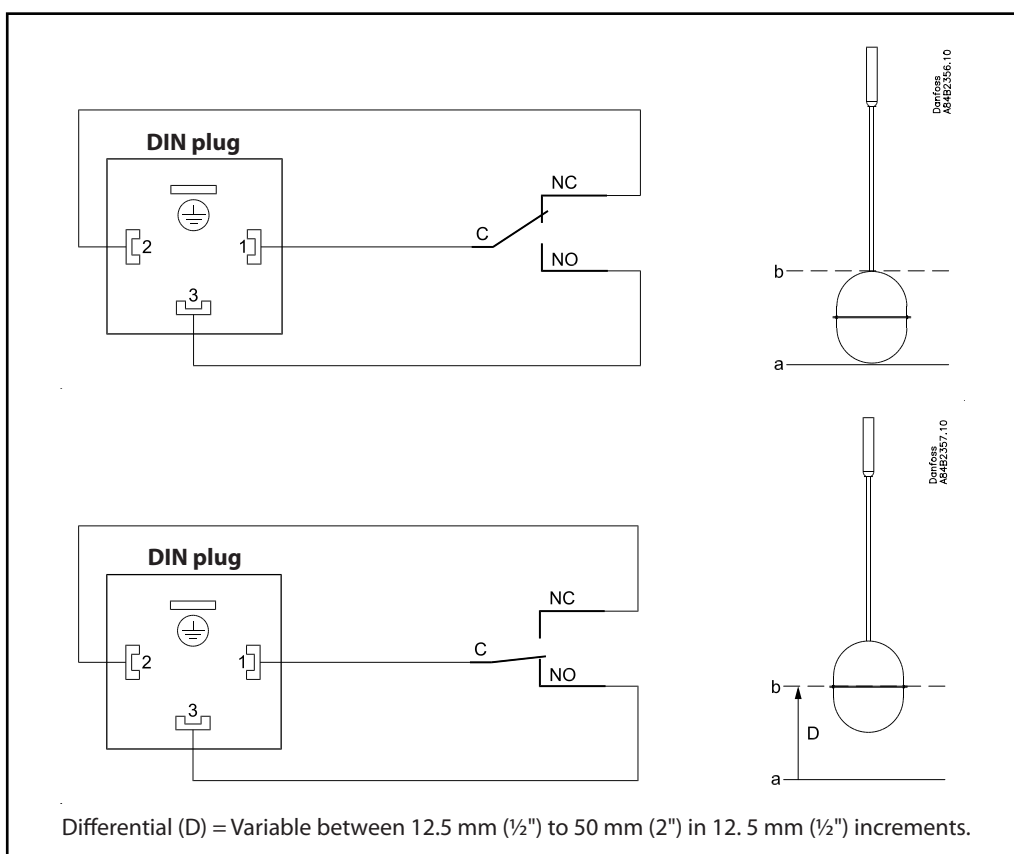 Danfoss
A84B2356.10
DIN plug
NC
C
2
1
NO
3
b
a
Danfoss
A84B2357.10
DIN plug
NC
C
2
1
NO
b
3
D
a
Differential (D) = Variable between 12.5 mm (½") to 50 mm (2") in 12. 5 mm (½") increments.